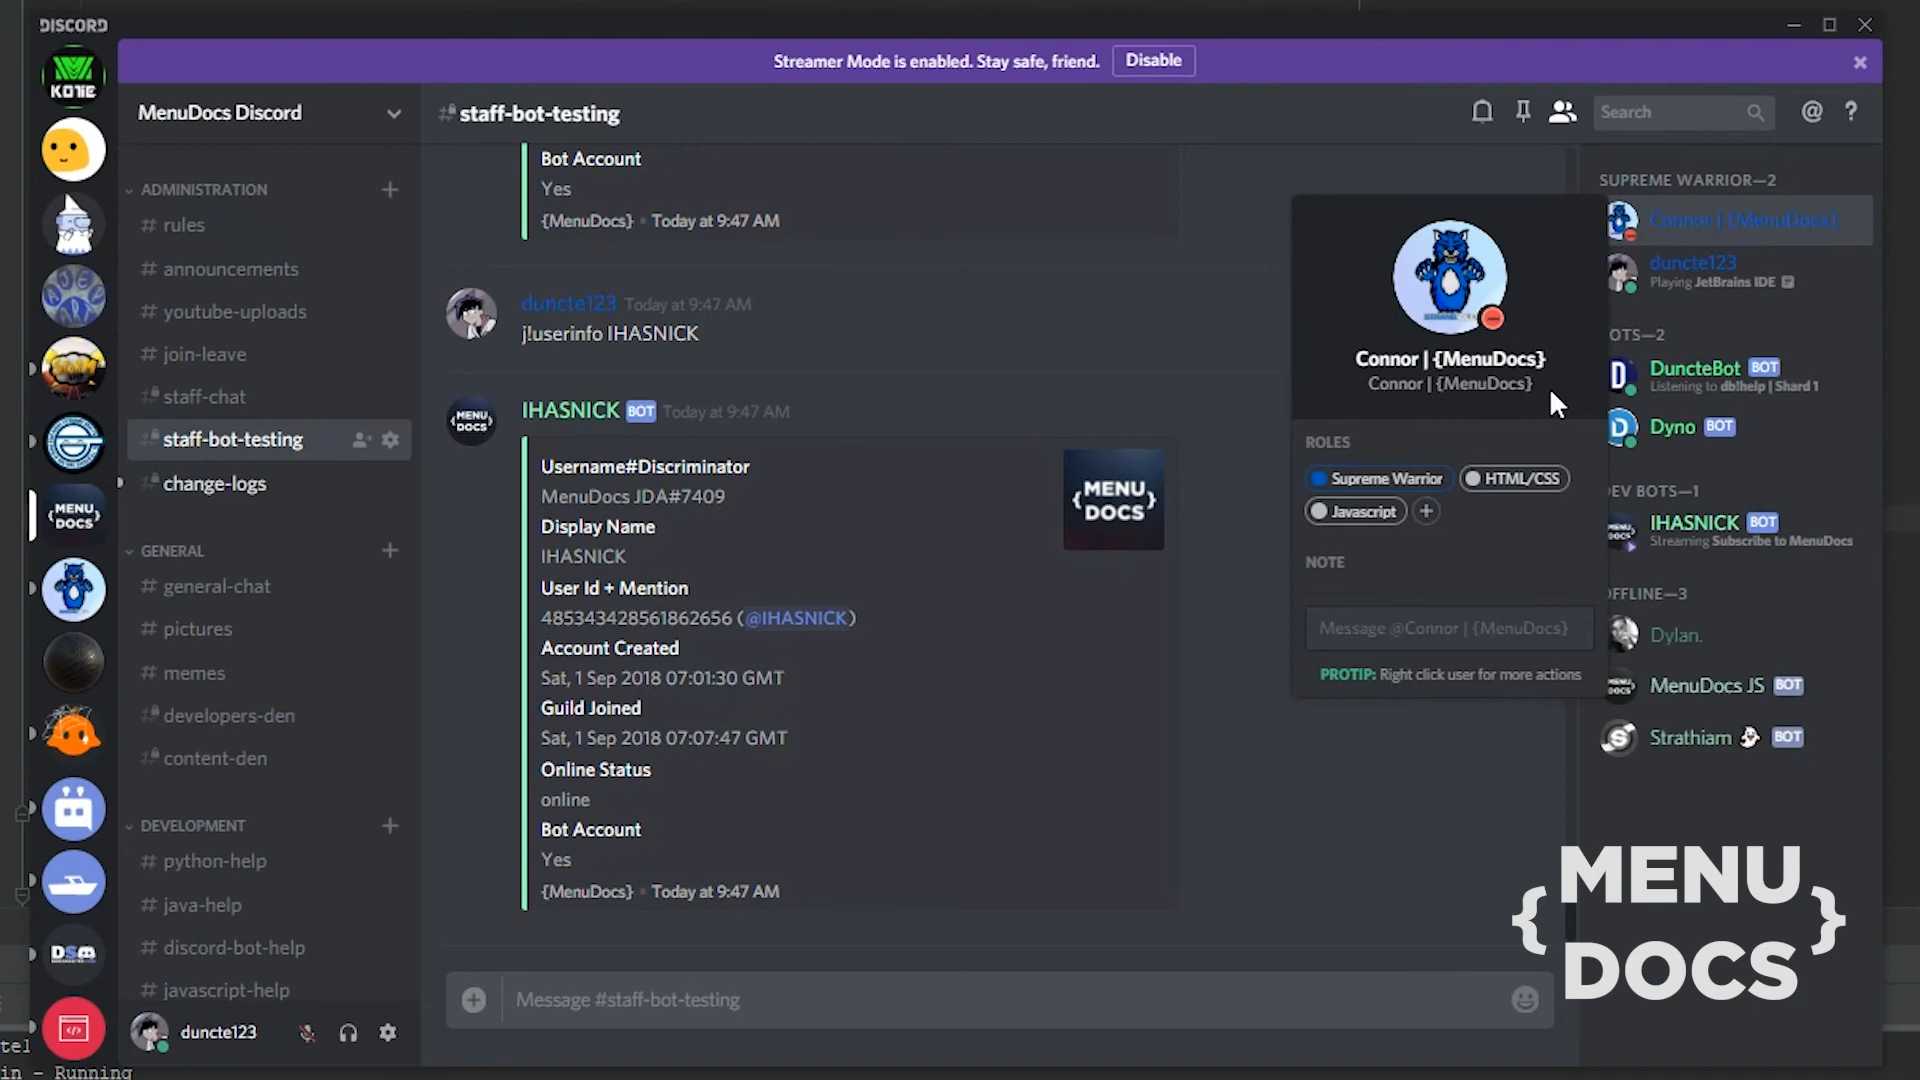 DISCORD
Streamer Mode is enabled. Stay safe, friend.
Disable
KOTIE
MenuDocs Discord
ADMINISTRATION
# rules
# announcements
# youtube-uploads
# join-leave
# staff-chat
# staff-bot-testing
# change-logs
GENERAL
# general-chat
# pictures
# memes
# developers-den
# content-den
DEVELOPMENT
# python-help
# java-help
# discord-bot-help
# javascript-help
duncte123
{MENU DOCS}
# staff-bot-testing
Search
@ ?
Bot Account
Yes
{MenuDocs} • Today at 9:47 AM
duncte123 Today at 9:47 AM
j!userinfo IHASNICK
{MENU DOCS}
IHASNICK BOT Today at 9:47 AM
Username#Discriminator
MenuDocs JDA#7409
Display Name
IHASNICK
User Id + Mention
485343428561862656 (@IHASNICK)
Account Created
Sat, 1 Sep 2018 07:01:30 GMT
Guild Joined
Sat, 1 Sep 2018 07:07:47 GMT
Online Status
online
Bot Account
Yes
{MenuDocs} • Today at 9:47 AM
{MENU
DOCS}
Message #staff-bot-testing
Connor | {MenuDocs}
Connor | {MenuDocs}
ROLES
Supreme Warrior
HTML/CSS
Javascript +
NOTE
Message @Connor | {MenuDocs}
PROTIP: Right click user for more actions
SUPREME WARRIOR—2
Connor | {MenuDocs}
duncte123
Playing JetBrains IDE
OTS—2
DuncteBot BOT
Listening to db!help | Shard 1
Dyno BOT
DEV BOTS—1
IHASNICK BOT
Streaming Subscribe to MenuDocs
OFFLINE—3
Dylan.
MenuDocs JS BOT
Strathiam BOT
{MENU
DOCS}
tel
in - Running